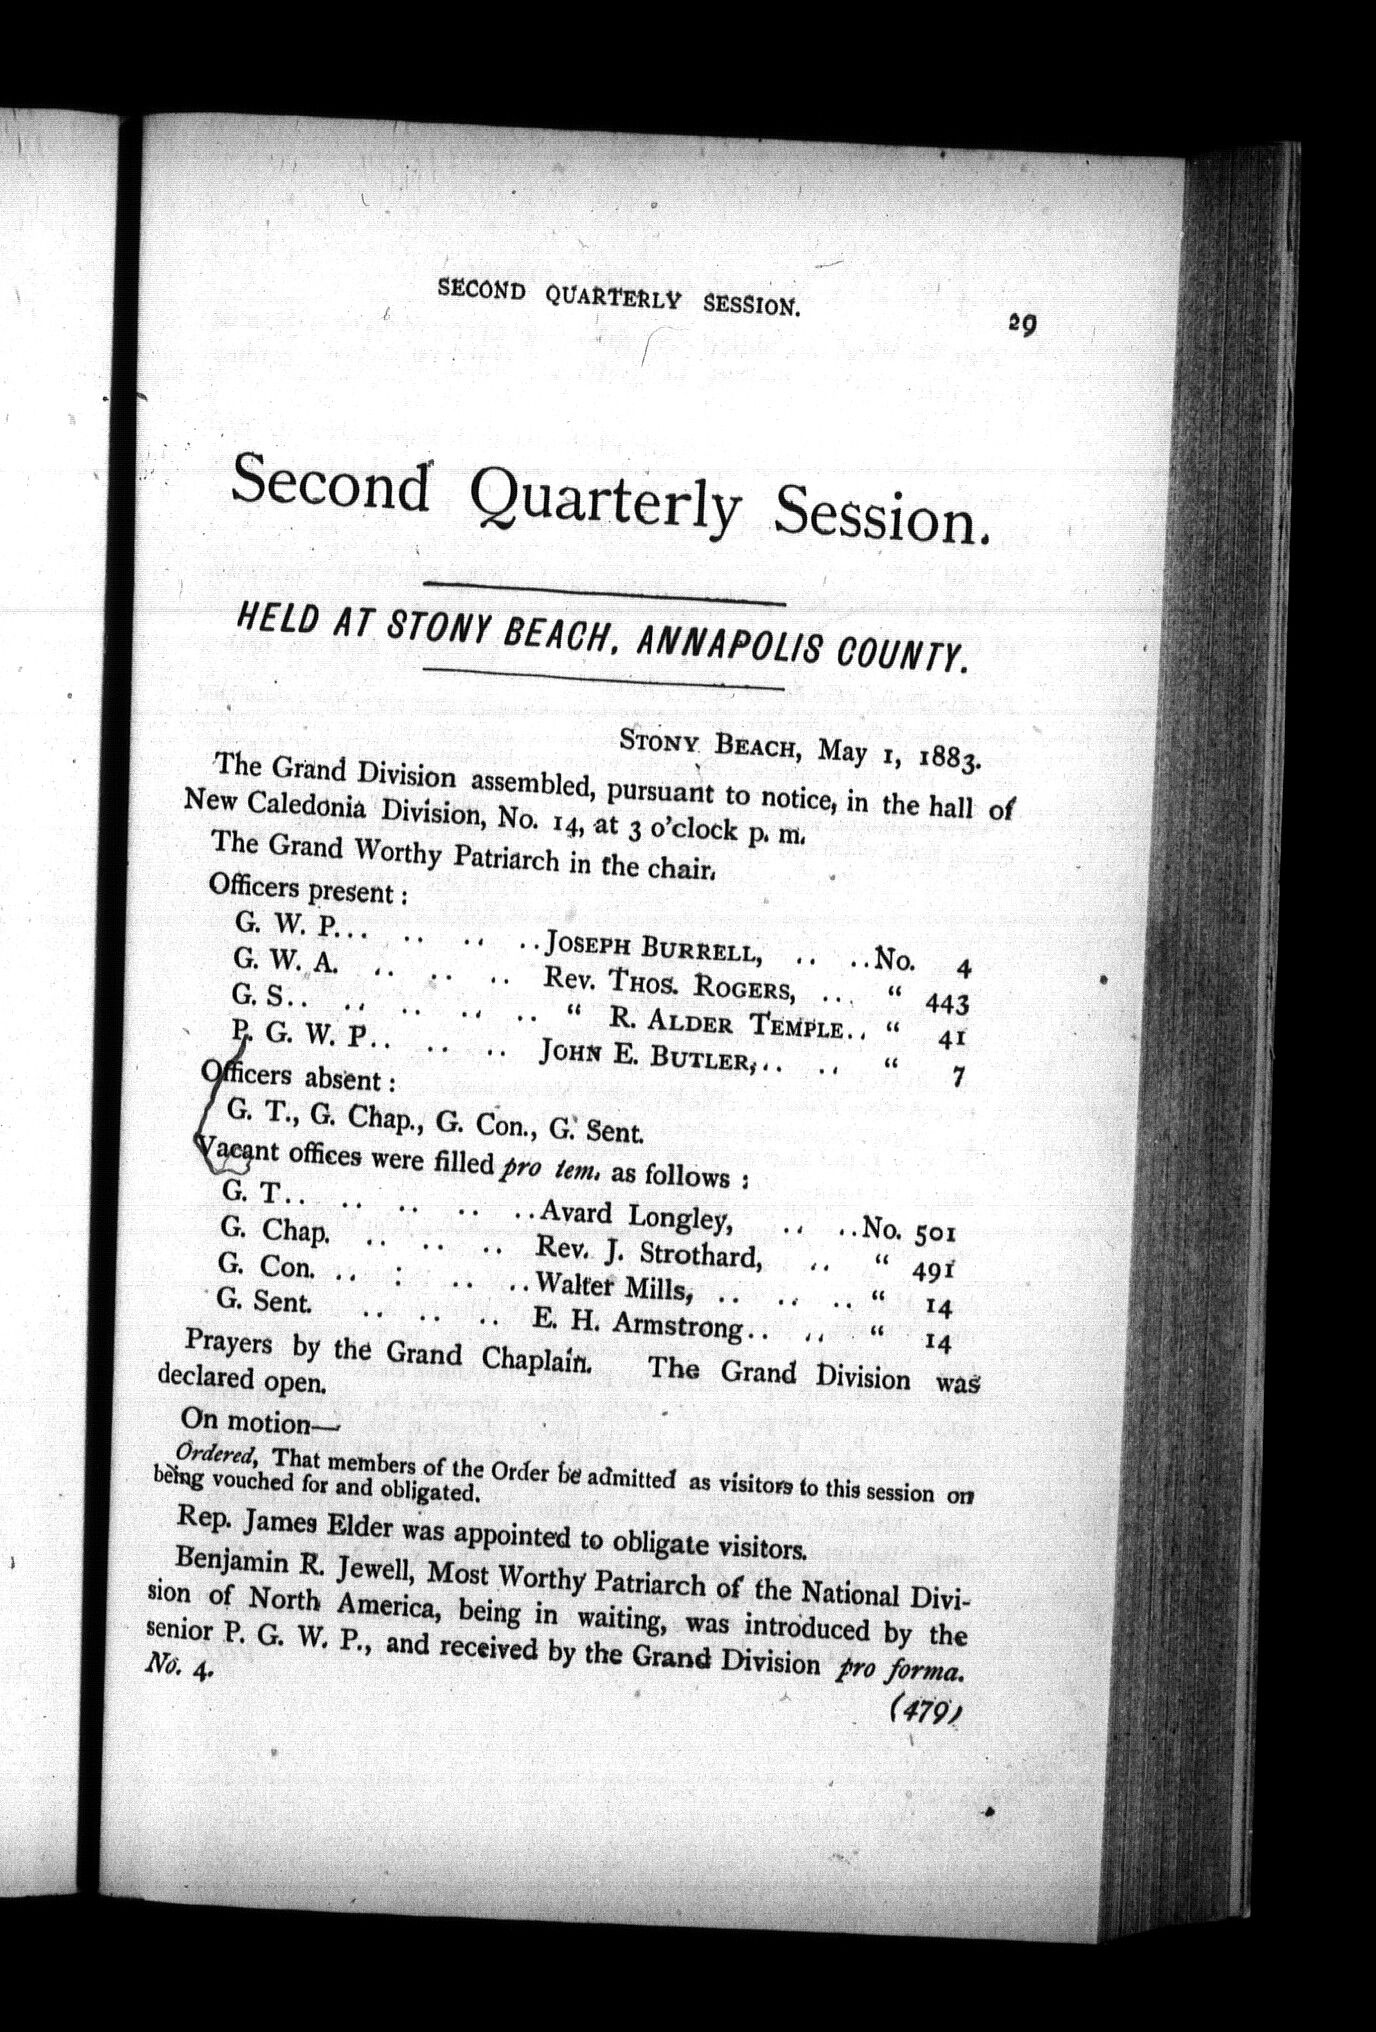 SECOND QUARTERLY SESSION. 29
Second Quarterly Session.
HELD AT STONY BEACH, ANNAPOLIS COUNTY.
STONY BEACH, May 1, 1883.
The Grand Division assembled, pursuant to notice, in the hall of
New Caledonia Division, No. 14, at 3 o'clock p. m.
The Grand Worthy Patriarch in the chair.
Officers present:
G. W. P... .. .. ..JOSEPH BURRELL, .. ..No. 4
G. W. A. .. .. .. Rev. THOS. ROGERS, ... " 443
G. S.. .. .. .. .. " R. ALDER TEMPLE.. " 41
P. G. W. P.. .. .. JOHN E. BUTLER,.. .. " 7
Officers absent:
G. T., G. Chap., G. Con., G. Sent.
Vacant offices were filled pro tem. as follows:
G. T.. .. .. .. ..Avard Longley, .. ..No. 501
G. Chap. .. .. .. Rev. J. Strothard, .. " 491
G. Con. .. : .. ..Walter Mills, .. .. .. " 14
G. Sent. .. .. .. E. H. Armstrong.. .. " 14
Prayers by the Grand Chaplain. The Grand Division was
declared open.
On motion—
Ordered, That members of the Order be admitted as visitors to this session on
being vouched for and obligated.
Rep. James Elder was appointed to obligate visitors.
Benjamin R. Jewell, Most Worthy Patriarch of the National Divi-
sion of North America, being in waiting, was introduced by the
senior P. G. W. P., and received by the Grand Division pro forma.
No. 4.
(479)